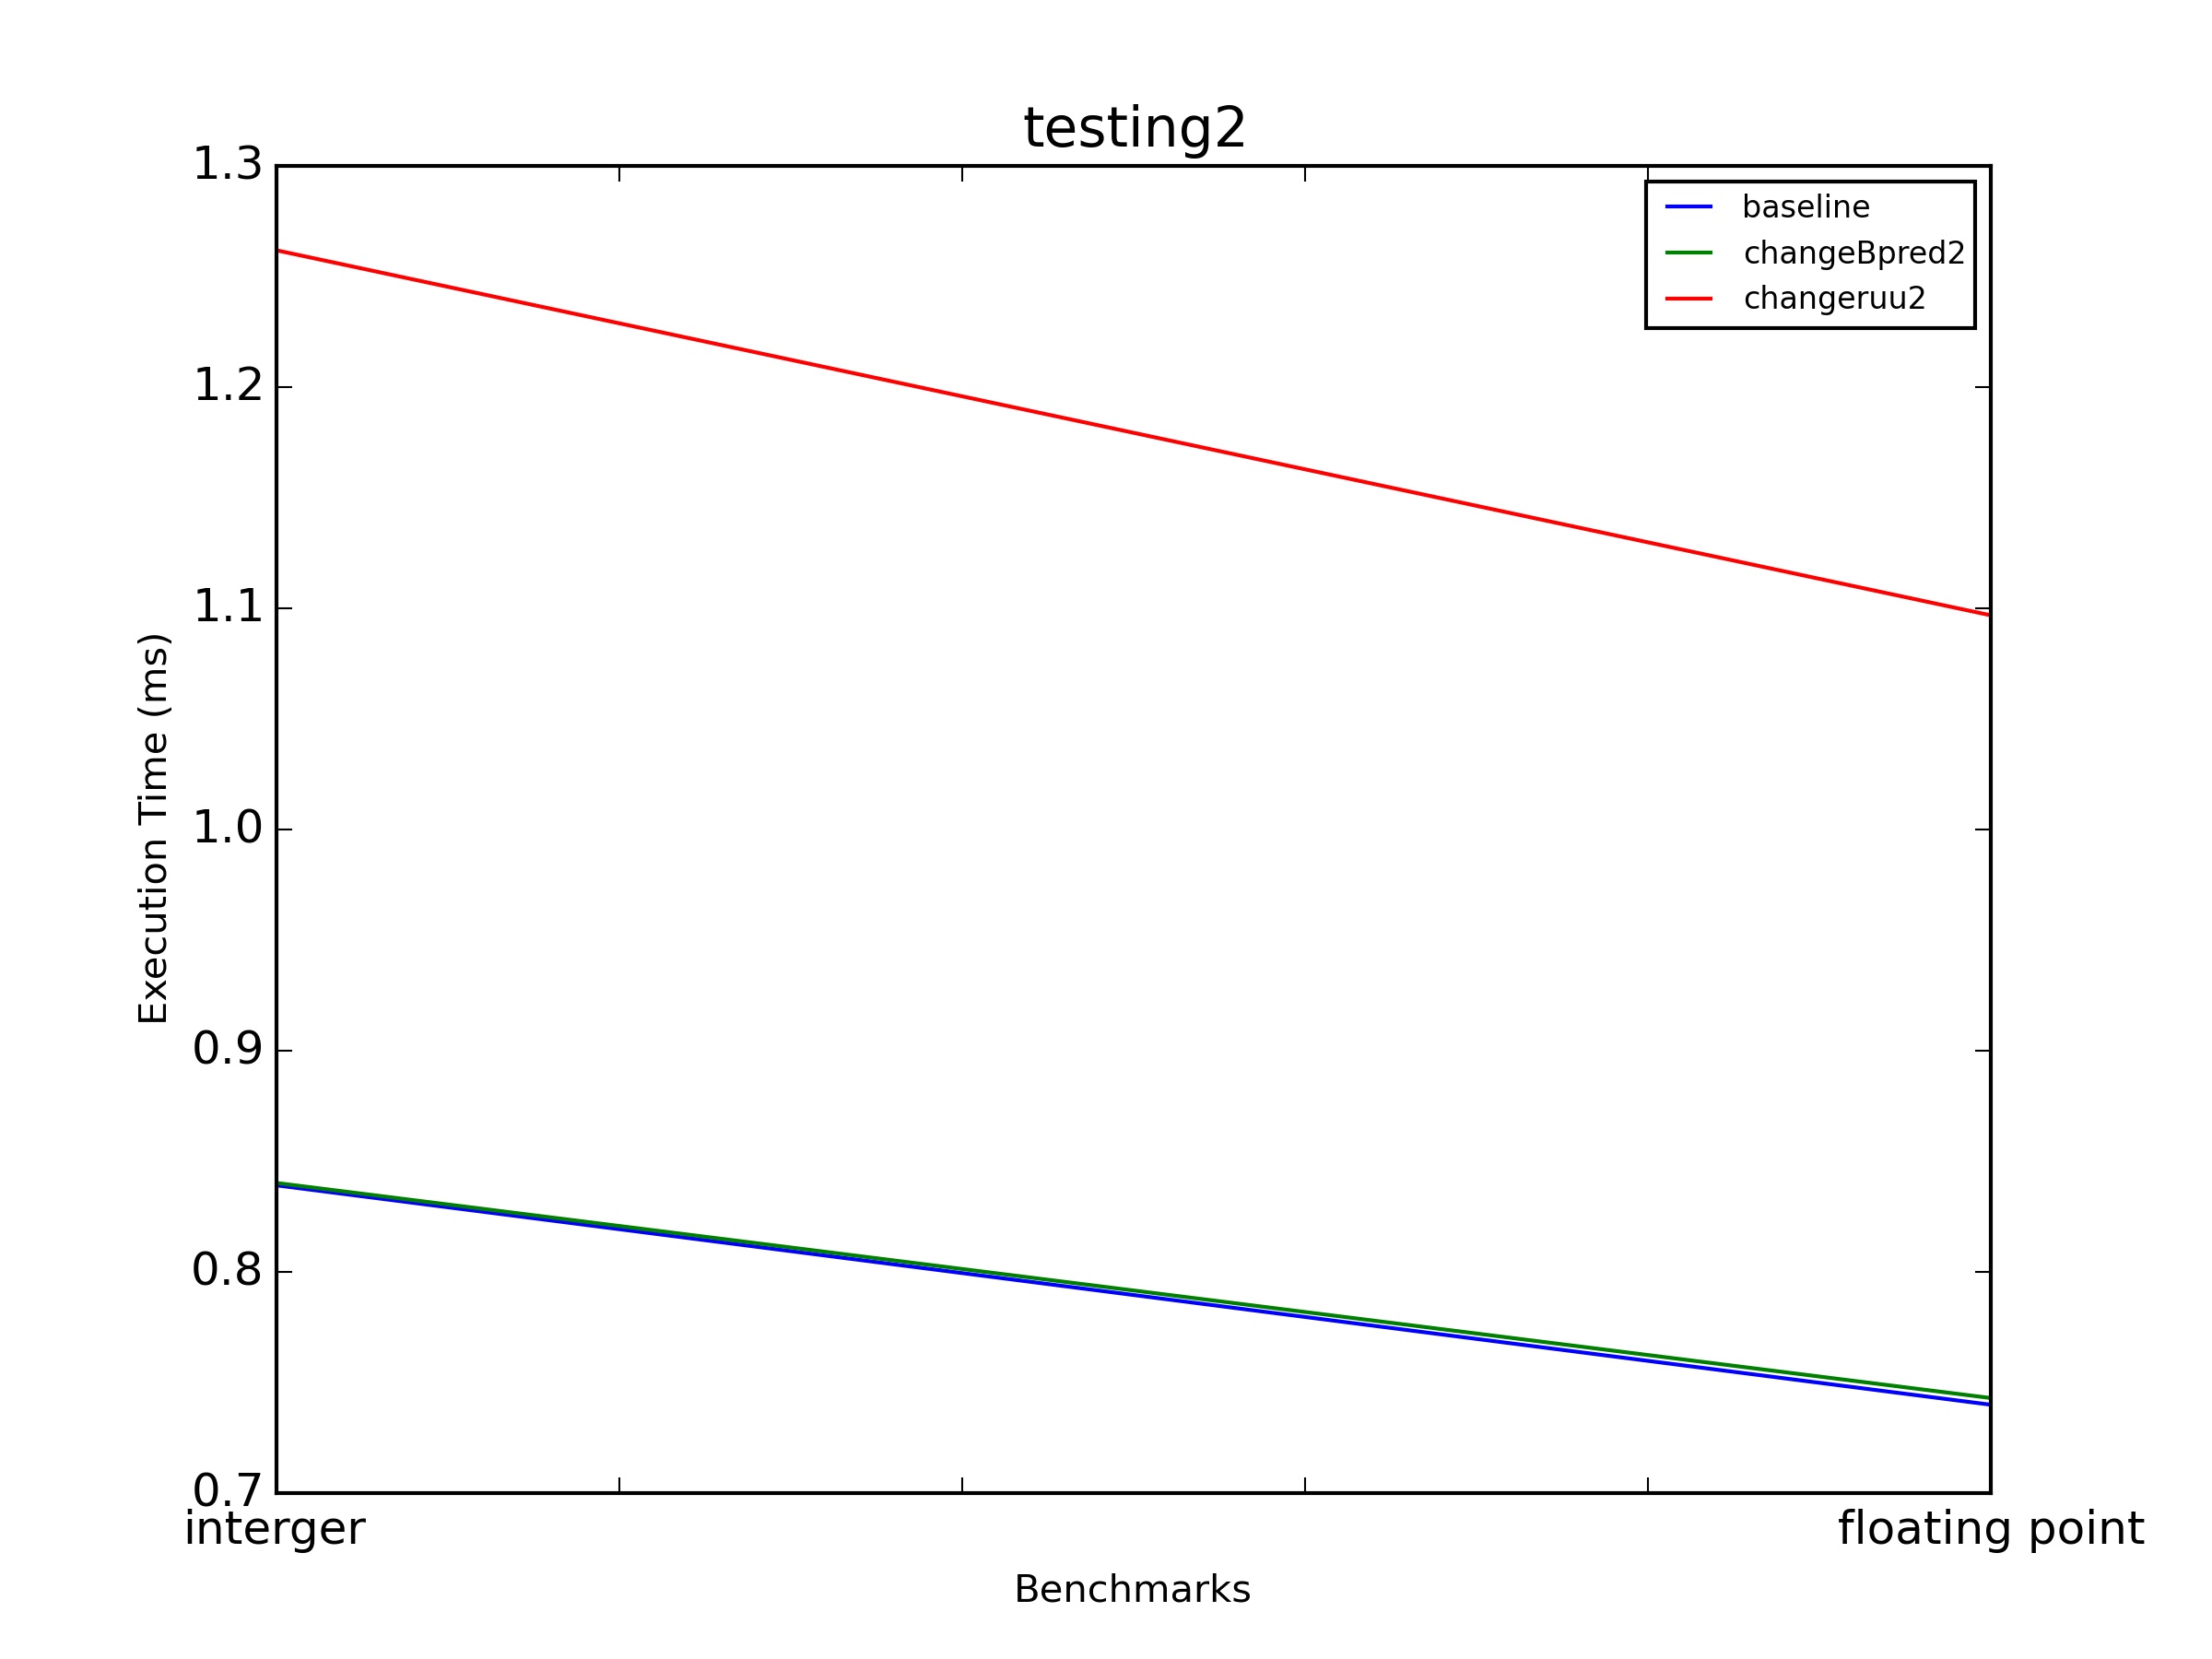 testing2
1.3
1.2
1.1
1.0
0.9
0.8
0.7
Execution Time (ms)
baseline
changeBpred2
changeruu2
interger
floating point
Benchmarks